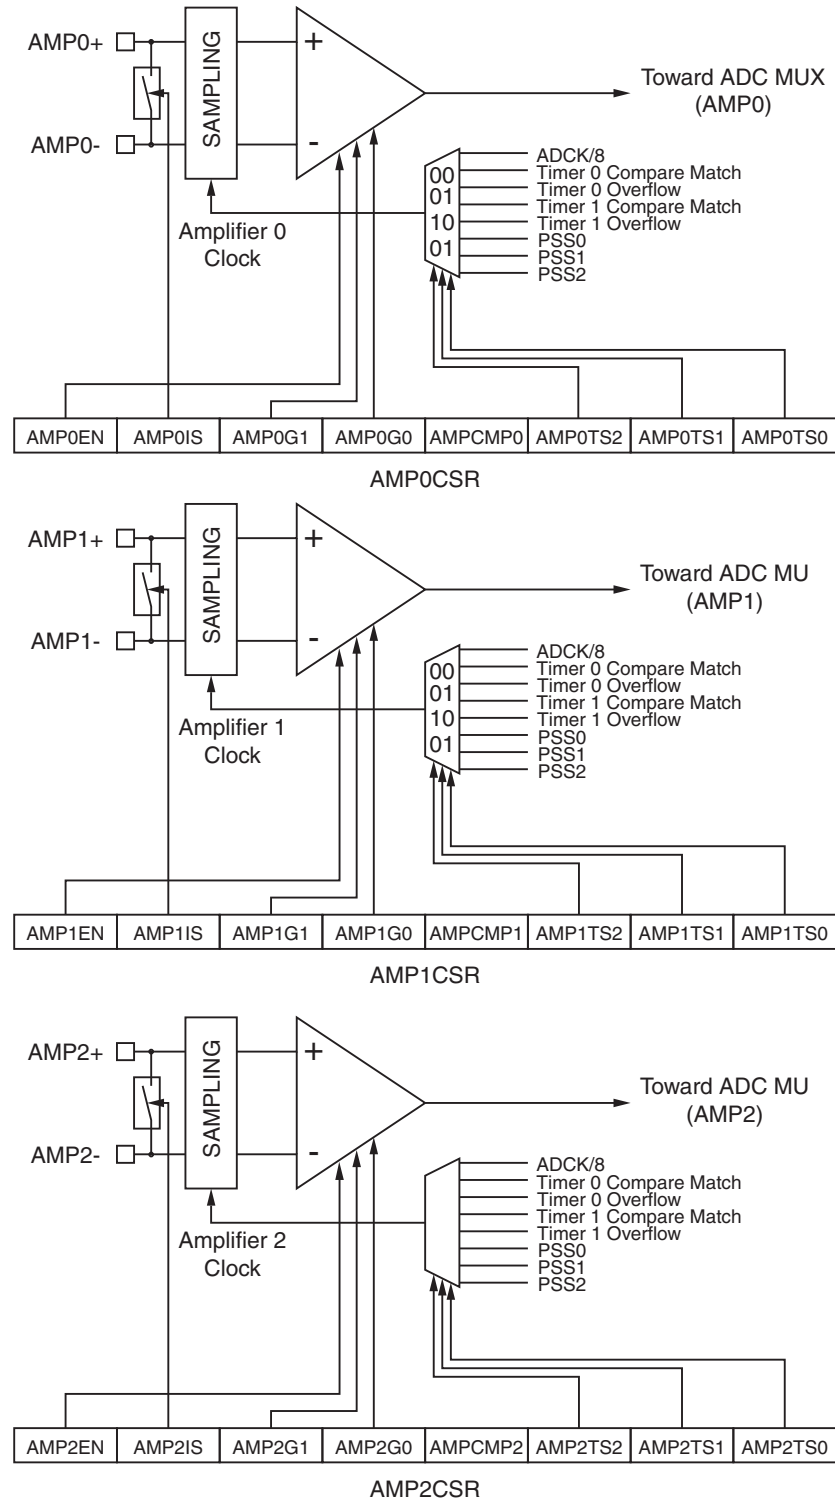 AMP0+
SAMPLING
+
Toward ADC MUX
(AMP0)
AMP0-
-
ADCK/8
00
Timer 0 Compare Match
Timer 0 Overflow
01
Timer 1 Compare Match
10
Timer 1 Overflow
PSS0
01
PSS1
PSS2
Amplifier 0
Clock
AMP0EN AMP0IS AMP0G1 AMP0G0 AMPCMP0 AMP0TS2 AMP0TS1 AMP0TS0
AMP0CSR
AMP1+
SAMPLING
+
Toward ADC MU
(AMP1)
AMP1-
-
ADCK/8
00
Timer 0 Compare Match
Timer 0 Overflow
01
Timer 1 Compare Match
10
Timer 1 Overflow
PSS0
01
PSS1
PSS2
Amplifier 1
Clock
AMP1EN AMP1IS AMP1G1 AMP1G0 AMPCMP1 AMP1TS2 AMP1TS1 AMP1TS0
AMP1CSR
AMP2+
SAMPLING
+
Toward ADC MU
(AMP2)
AMP2-
-
ADCK/8
Timer 0 Compare Match
Timer 0 Overflow
Timer 1 Compare Match
Timer 1 Overflow
PSS0
PSS1
PSS2
Amplifier 2
Clock
AMP2EN AMP2IS AMP2G1 AMP2G0 AMPCMP2 AMP2TS2 AMP2TS1 AMP2TS0
AMP2CSR